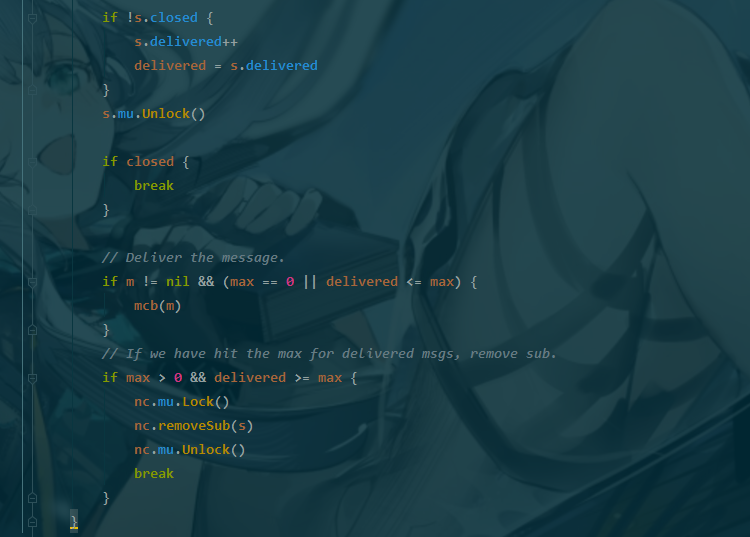 if !s.closed {
s.delivered++
delivered = s.delivered
}
s.mu.Unlock()
if closed {
break
}
// Deliver the message.
if m != nil && (max == 0 || delivered <= max) {
mcb(m)
}
// If we have hit the max for delivered msgs, remove sub.
if max > 0 && delivered >= max {
nc.mu.Lock()
nc.removeSub(s)
nc.mu.Unlock()
break
}
}